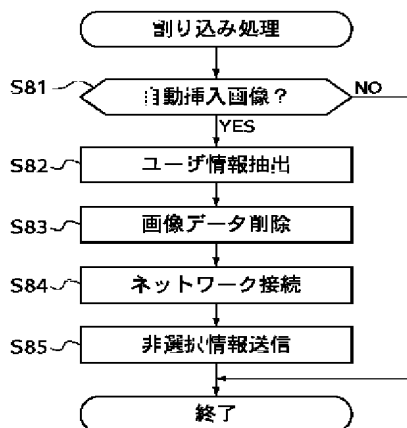 割り込み処理
S81
自動挿入画像？
NO
YES
S82
ユーザ情報抽出
S83
画像データ削除
S84
ネットワーク接続
S85
非選択情報送信
終了